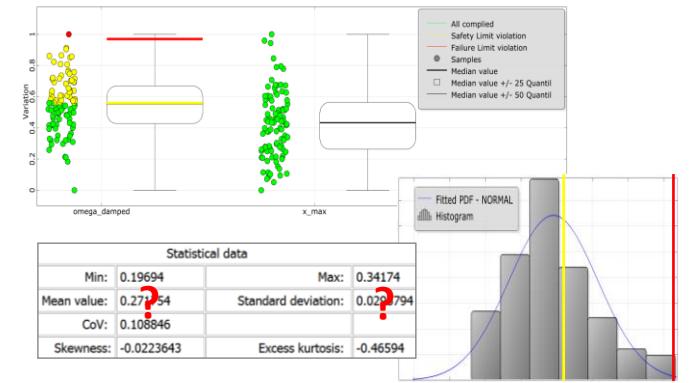 All complied
Safety Limit violation
Failure Limit violation
Samples
Median value
Median value +/- 25 Quantil
Median value +/- 50 Quantil
Variation
0 0.2 0.4 0.6 0.8 1
omega_damped x_max
Fitted PDF - NORMAL
Histogram
Statistical data
Min: 0.19694 Max: 0.34174
Mean value: ? Standard deviation: ?
CoV: 0.108846
Skewness: -0.0223643 Excess kurtosis: -0.46594